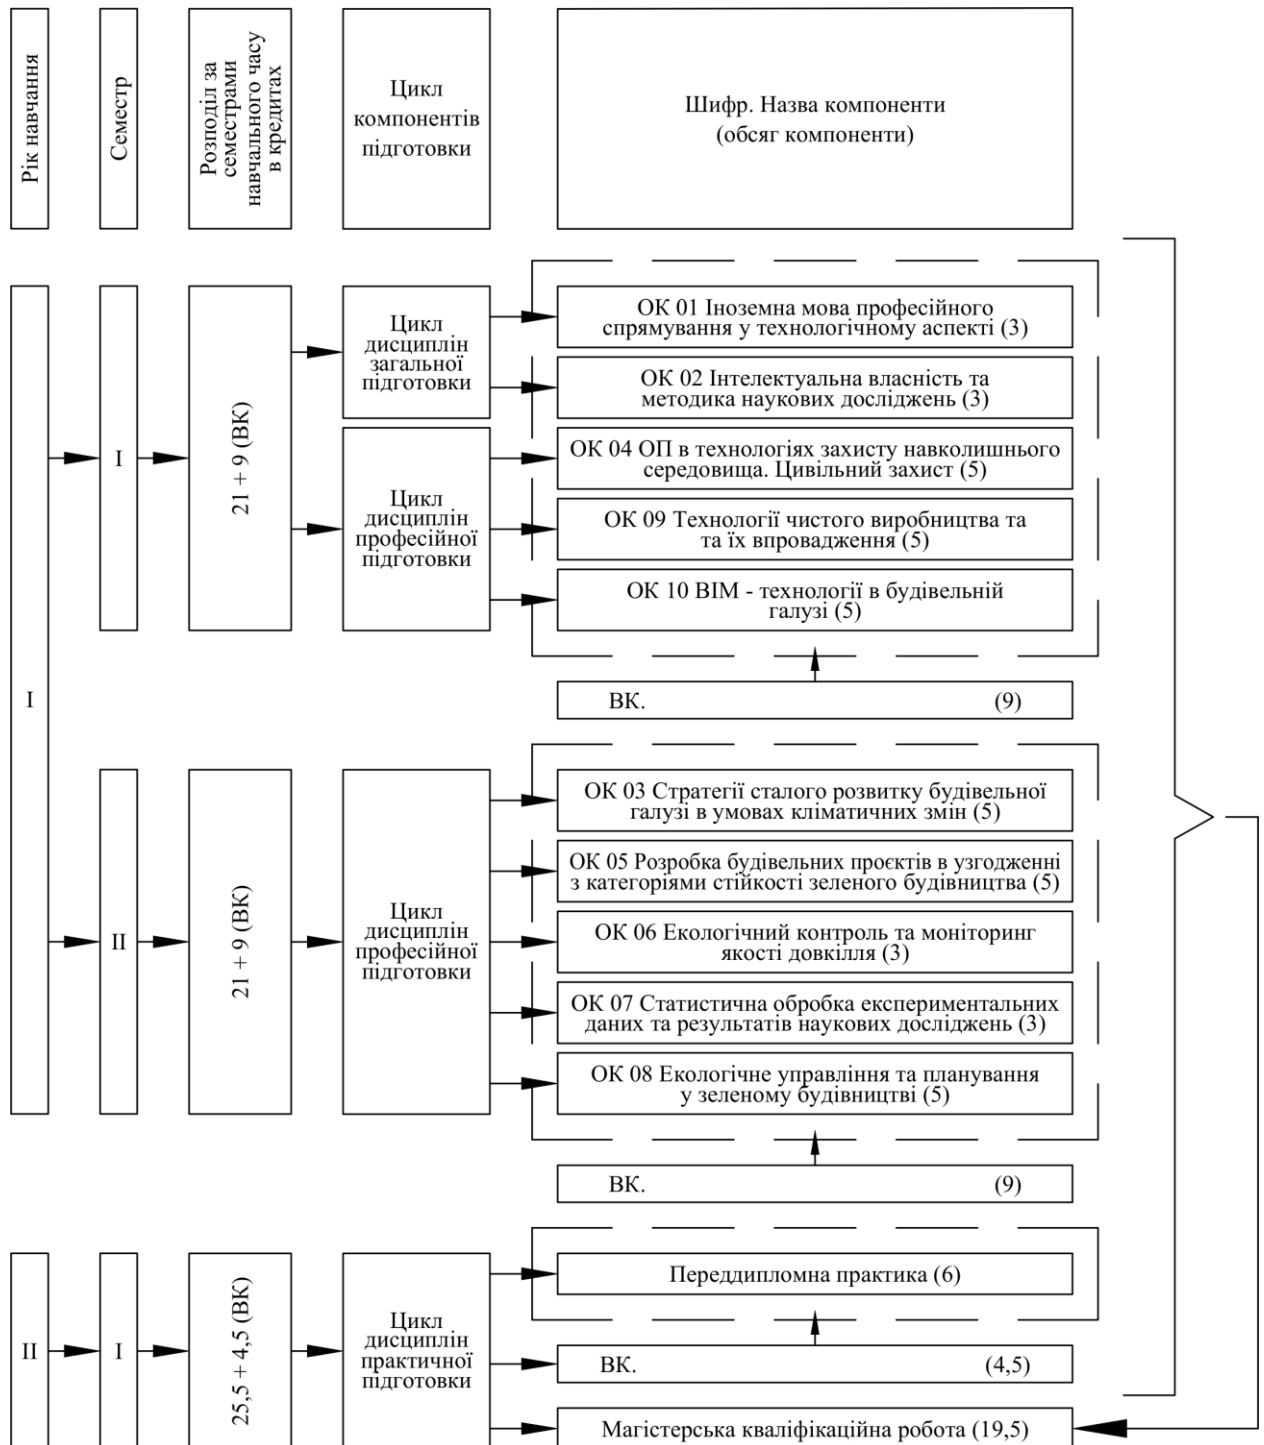 Рік навчання
Семестр
Розподіл за
семестрами
навчального часу
в кредитах
Цикл
компонентів
підготовки
Шифр. Назва компоненти
(обсяг компоненти)
I
I
21 + 9 (ВК)
Цикл
дисциплін
загальної
підготовки
ОК 01 Іноземна мова професійного
спрямування у технологічному аспекті (3)
ОК 02 Інтелектуальна власність та
методика наукових досліджень (3)
Цикл
дисциплін
професійної
підготовки
ОК 04 ОП в технологіях захисту навколишнього
середовища. Цивільний захист (5)
ОК 09 Технології чистого виробництва та
та їх впровадження (5)
ОК 10 BIM - технології в будівельній
галузі (5)
ВК. (9)
II
21 + 9 (ВК)
Цикл
дисциплін
професійної
підготовки
ОК 03 Стратегії сталого розвитку будівельної
галузі в умовах кліматичних змін (5)
ОК 05 Розробка будівельних проєктів в узгодженні
з категоріями стійкості зеленого будівництва (5)
ОК 06 Екологічний контроль та моніторинг
якості довкілля (3)
ОК 07 Статистична обробка експериментальних
даних та результатів наукових досліджень (3)
ОК 08 Екологічне управління та планування
у зеленому будівництві (5)
ВК. (9)
II
I
25,5 + 4,5 (ВК)
Цикл
дисциплін
практичної
підготовки
Переддипломна практика (6)
ВК. (4,5)
Магістерська кваліфікаційна робота (19,5)